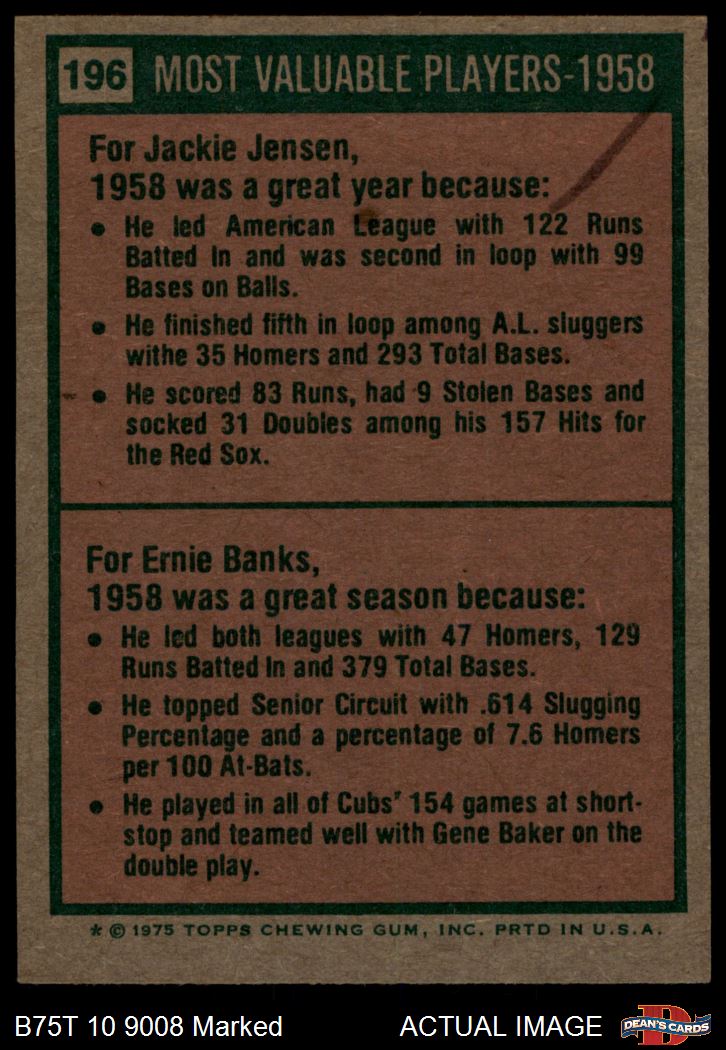 196 MOST VALUABLE PLAYERS-1958
For Jackie Jensen,
1958 was a great year because:
• He led American League with 122 Runs
Batted In and was second in loop with 99
Bases on Balls.
• He finished fifth in loop among A.L. sluggers
withe 35 Homers and 293 Total Bases.
• He scored 83 Runs, had 9 Stolen Bases and
socked 31 Doubles among his 157 Hits for
the Red Sox.
For Ernie Banks,
1958 was a great season because:
• He led both leagues with 47 Homers, 129
Runs Batted In and 379 Total Bases.
• He topped Senior Circuit with .614 Slugging
Percentage and a percentage of 7.6 Homers
per 100 At-Bats.
• He played in all of Cubs' 154 games at short-
stop and teamed well with Gene Baker on the
double play.
* © 1975 TOPPS CHEWING GUM, INC. PRTD IN U.S.A.
B75T 10 9008 Marked ACTUAL IMAGE
D
DEAN'S CARDS